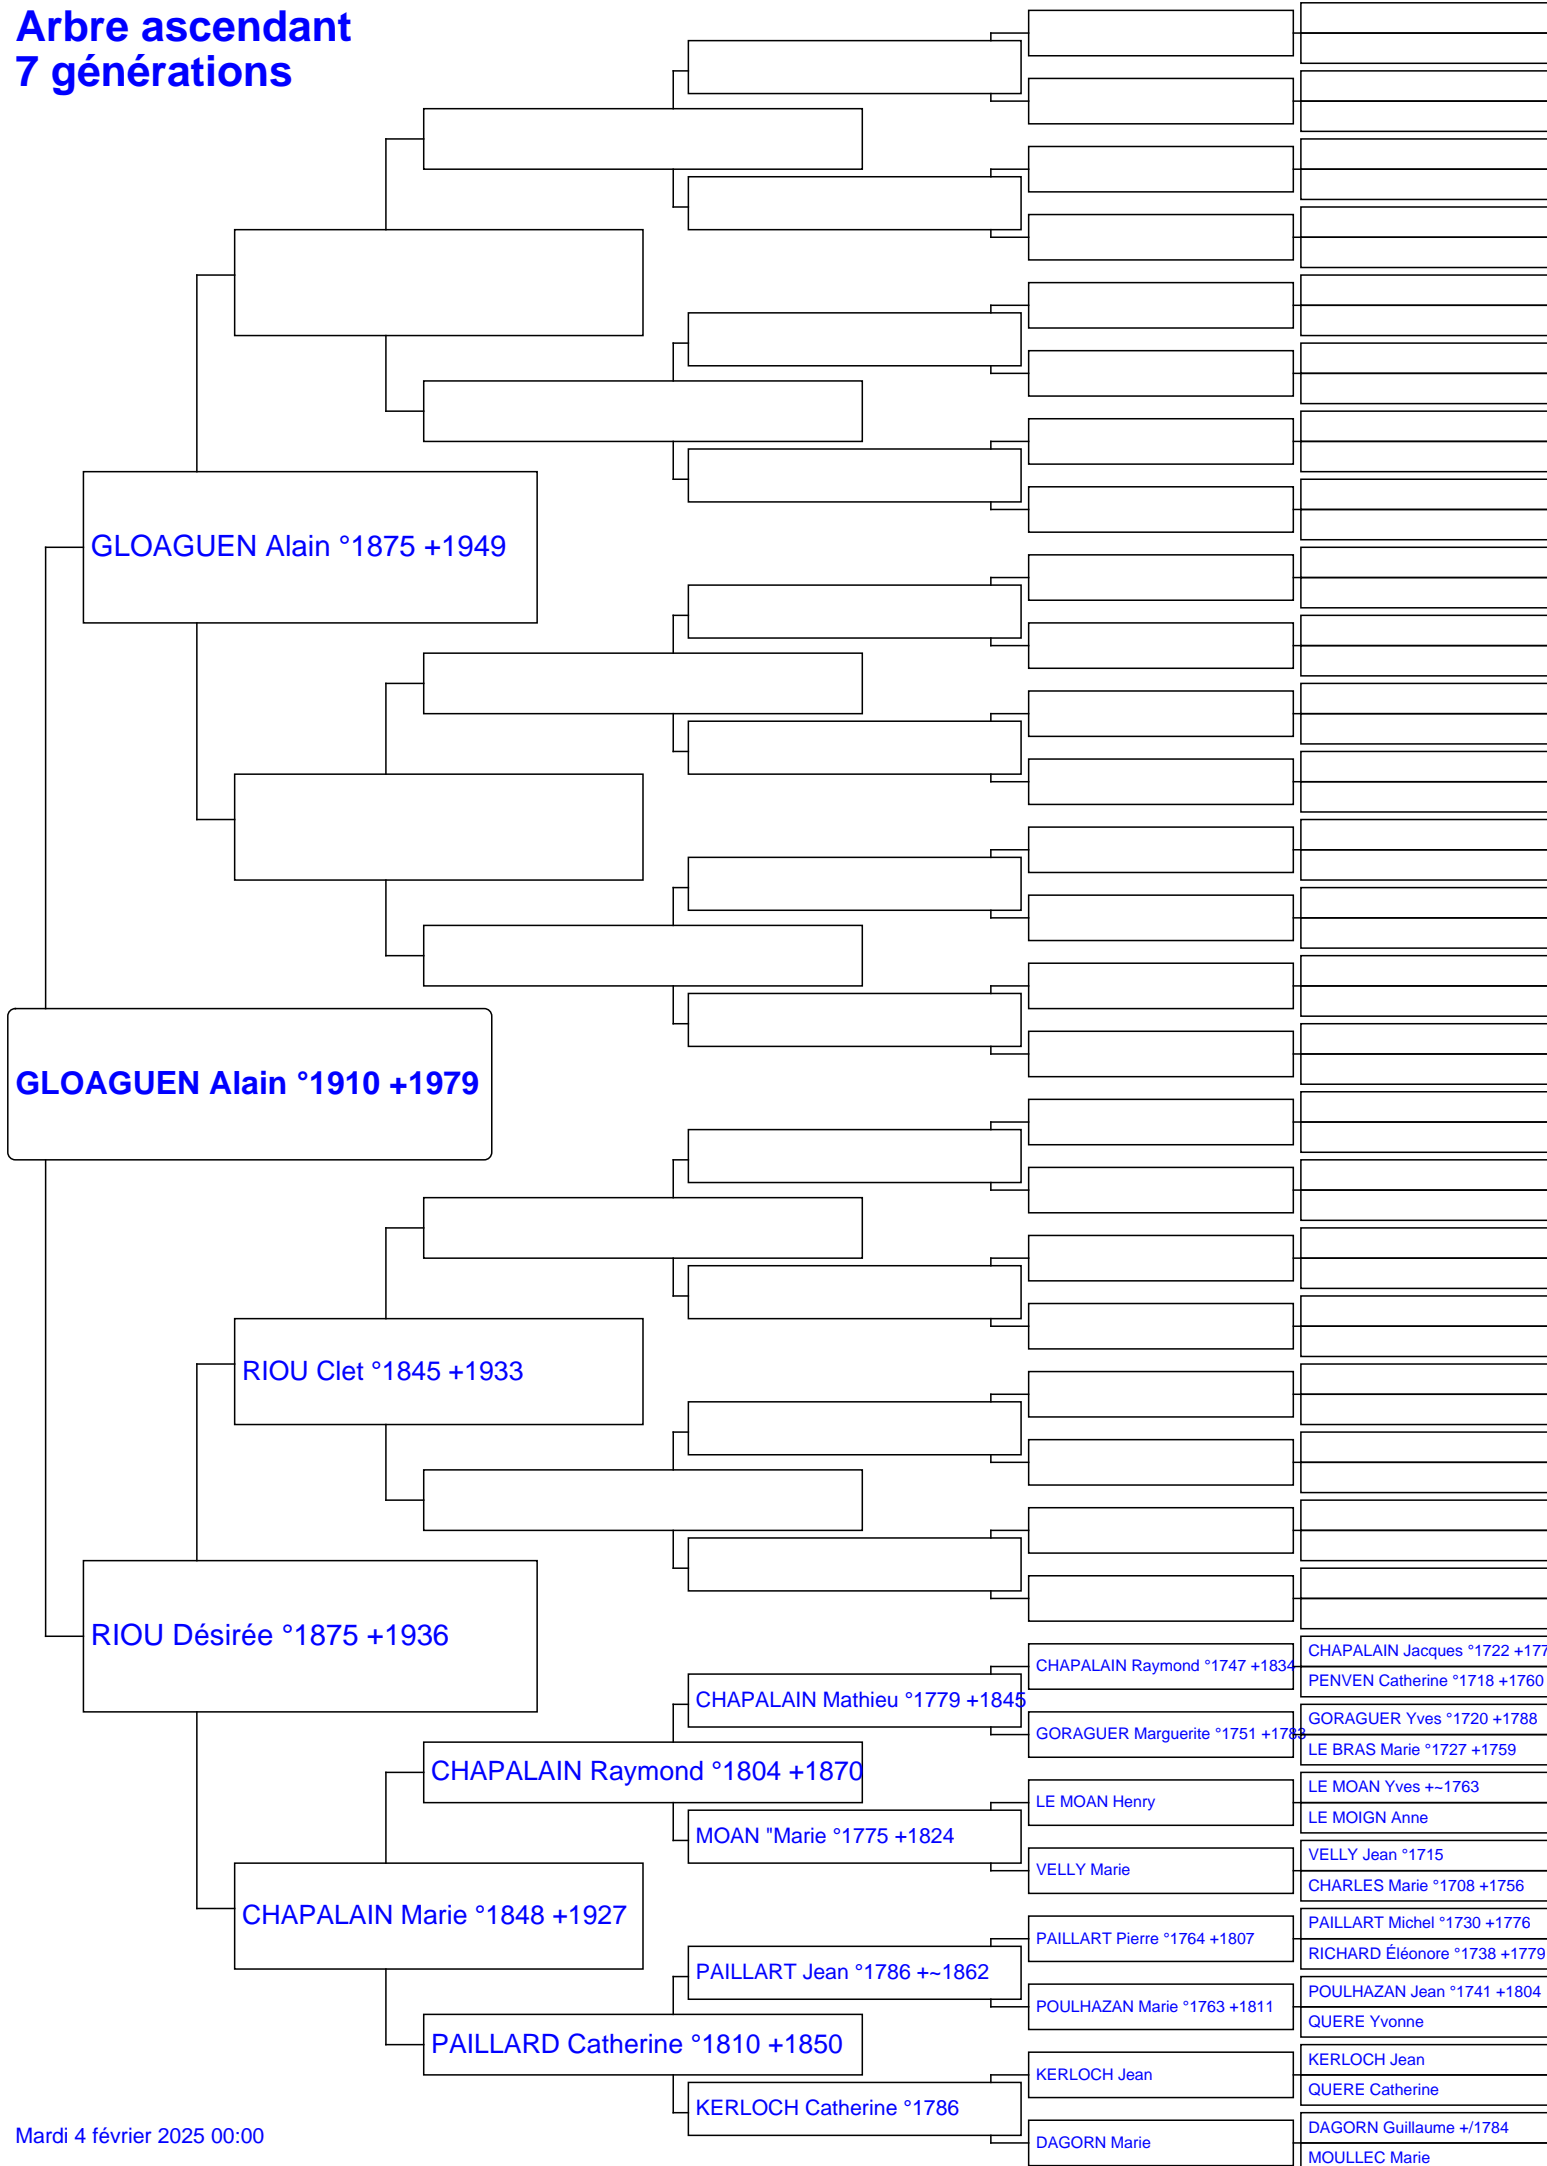 Arbre ascendant
7 générations
GLOAGUEN Alain °1875 +1949
GLOAGUEN Alain °1910 +1979
RIOU Clet °1845 +1933
RIOU Désirée °1875 +1936
CHAPALAIN Marie °1848 +1927
CHAPALAIN Raymond °1804 +1870
PAILLARD Catherine °1810 +1850
CHAPALAIN Mathieu °1779 +1845
MOAN "Marie °1775 +1824
PAILLART Jean °1786 +~1862
KERLOCH Catherine °1786
CHAPALAIN Raymond °1747 +1834
GORAGUER Marguerite °1751 +1783
LE MOAN Henry
VELLY Marie
PAILLART Pierre °1764 +1807
POULHAZAN Marie °1763 +1811
KERLOCH Jean
DAGORN Marie
CHAPALAIN Jacques °1722 +177
PENVEN Catherine °1718 +1760
GORAGUER Yves °1720 +1788
LE BRAS Marie °1727 +1759
LE MOAN Yves +~1763
LE MOIGN Anne
VELLY Jean °1715
CHARLES Marie °1708 +1756
PAILLART Michel °1730 +1776
RICHARD Éléonore °1738 +1779
POULHAZAN Jean °1741 +1804
QUERE Yvonne
KERLOCH Jean
QUERE Catherine
DAGORN Guillaume +/1784
MOULLEC Marie
Mardi 4 février 2025 00:00